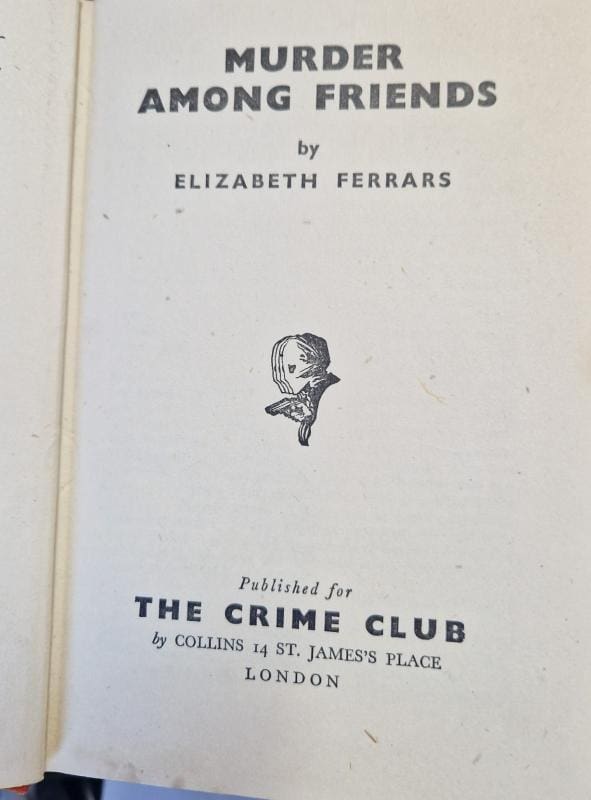 MURDER
AMONG FRIENDS
by
ELIZABETH FERRARS
Published for
THE CRIME CLUB
by COLLINS 14 ST. JAMES'S PLACE
LONDON